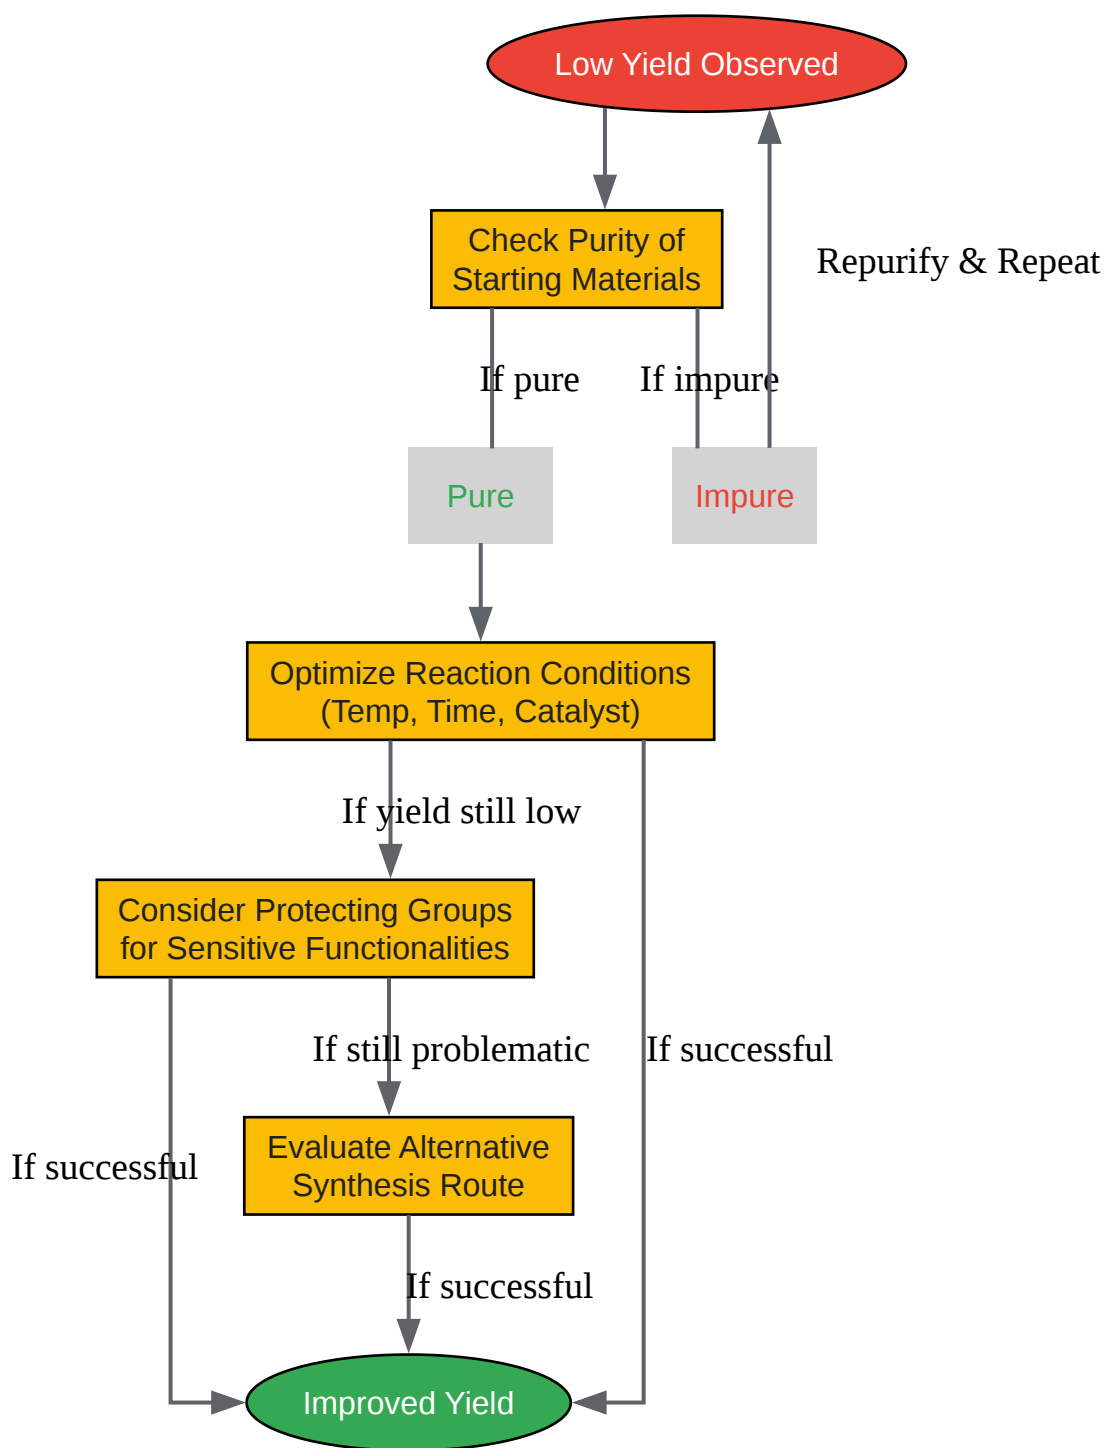 Low Yield Observed
Check Purity of
Starting Materials
Repurify & Repeat
If pure
If impure
Pure
Impure
Optimize Reaction Conditions
(Temp, Time, Catalyst)
If yield still low
Consider Protecting Groups
for Sensitive Functionalities
If still problematic
If successful
Evaluate Alternative
Synthesis Route
If successful
If successful
Improved Yield